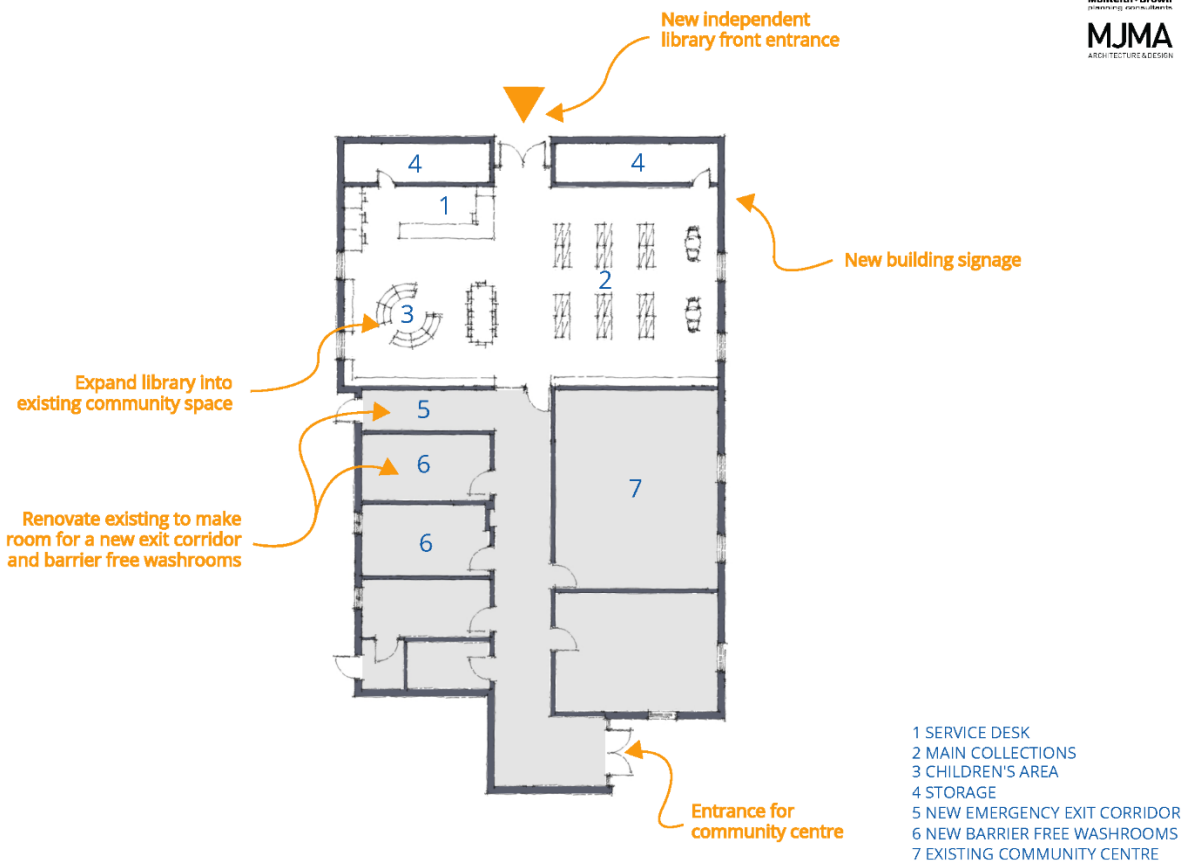 planning consultants
MJMA
ARCHITECTURE & DESIGN
New independent
library front entrance
4
4
1
2
3
New building signage
Expand library into
existing community space
5
6
7
6
Renovate existing to make
room for a new exit corridor
and barrier free washrooms
Entrance for
community centre
1 SERVICE DESK
2 MAIN COLLECTIONS
3 CHILDREN'S AREA
4 STORAGE
5 NEW EMERGENCY EXIT CORRIDOR
6 NEW BARRIER FREE WASHROOMS
7 EXISTING COMMUNITY CENTRE